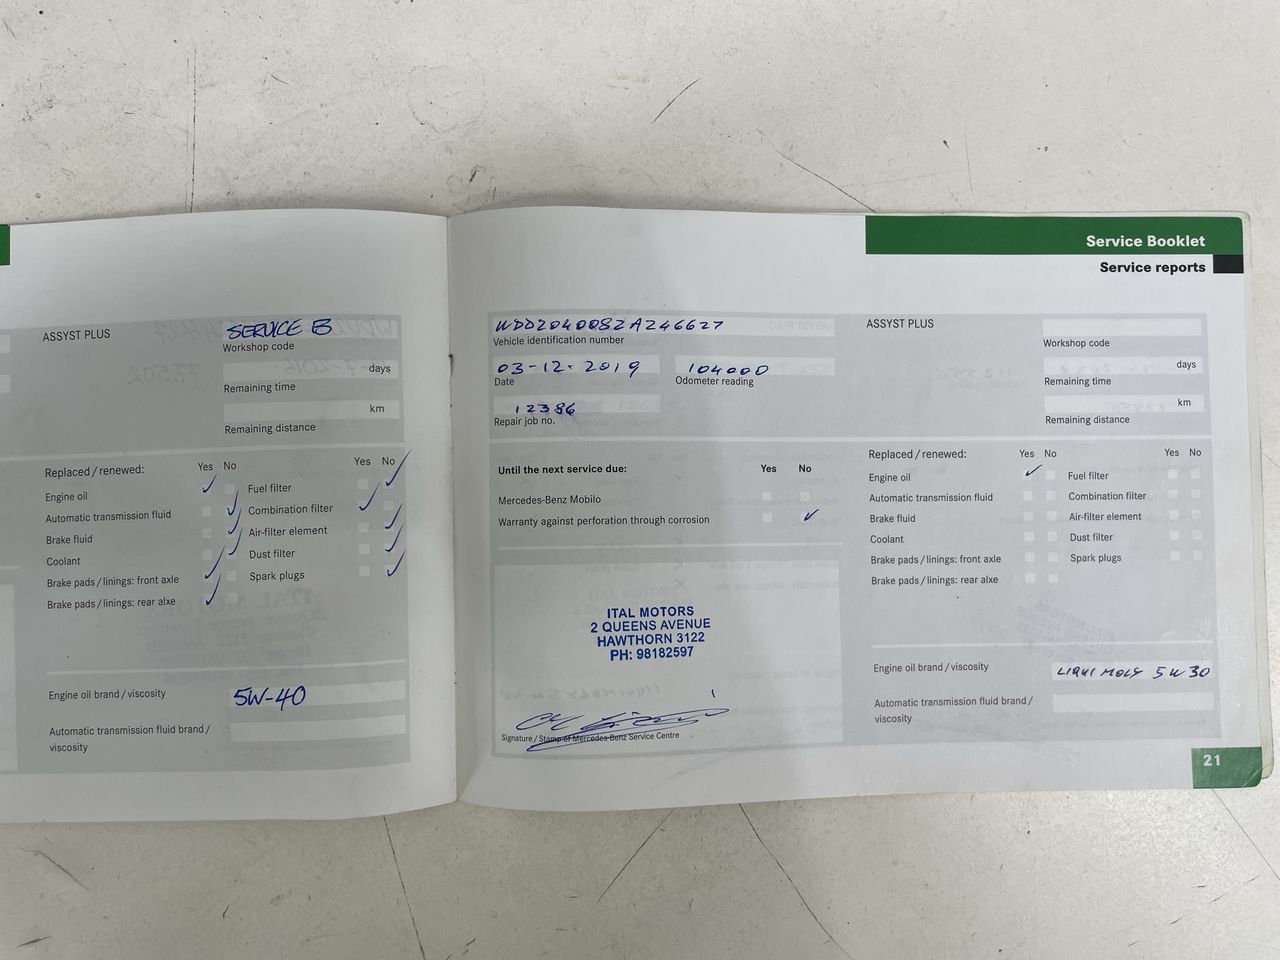 ASSYST PLUS
SERVICE B
Workshop code
days
Remaining time
km
Remaining distance
Replaced / renewed:
Yes No
Yes No
Engine oil
Automatic transmission fluid
Brake fluid
Coolant
Brake pads / linings: front axle
Brake pads / linings: rear alxe
Fuel filter
Combination filter
Air-filter element
Dust filter
Spark plugs
Engine oil brand / viscosity
5W-40
Automatic transmission fluid brand /
viscosity
Service Booklet
Service reports
WDD2040082A246627
Vehicle identification number
03-12-2019
Date
104000
Odometer reading
12386
Repair job no.
Until the next service due:
Yes No
Mercedes-Benz Mobilo
Warranty against perforation through corrosion
ITAL MOTORS
2 QUEENS AVENUE
HAWTHORN 3122
PH: 98182597
Signature / Stamp of Mercedes-Benz Service Centre
ASSYST PLUS
Workshop code
days
Remaining time
km
Remaining distance
Replaced / renewed:
Yes No
Yes No
Engine oil
Automatic transmission fluid
Brake fluid
Coolant
Brake pads / linings: front axle
Brake pads / linings: rear alxe
Fuel filter
Combination filter
Air-filter element
Dust filter
Spark plugs
Engine oil brand / viscosity
LIQUI MOLY 5W30
Automatic transmission fluid brand /
viscosity
21